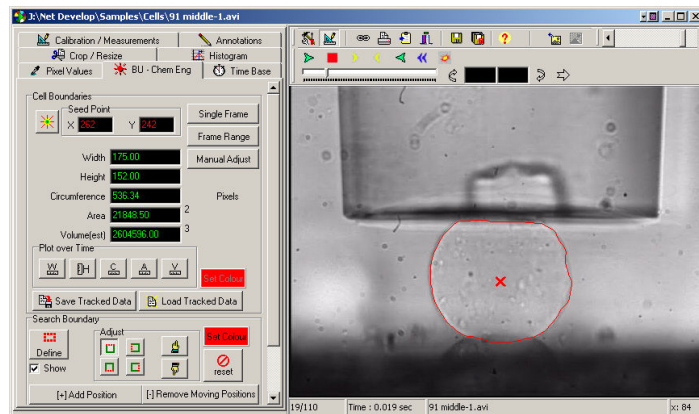 J:\Net Develop\Samples\Cells\91 middle-1.avi
Calibration / Measurements
Annotations
Crop / Resize
Histogram
Pixel Values
BU - Chem Eng
Time Base
Cell Boundaries
Seed Point
X 262 Y 242
Single Frame
Frame Range
Manual Adjust
Width 175.00
Height 152.00
Circumference 536.34 Pixels
Area 21848.50 2
Volume(est) 2604596.00 3
Plot over Time
W H C A V
Set Colour
Save Tracked Data
Load Tracked Data
Search Boundary
Define
Show
Adjust
Set Colour
reset
[+] Add Position
[-] Remove Moving Positions
19/110
Time : 0.019 sec
91 middle-1.avi
x: 84